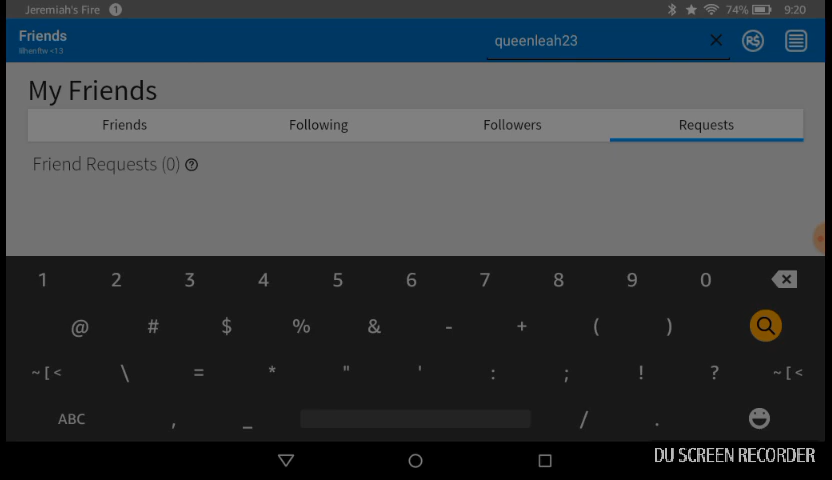 Jeremiah's Fire 1 74% 9:20
Friends queenleah23 R$
My Friends
Friends Following Followers Requests
Friend Requests (0) ?
1 2 3 4 5 6 7 8 9 0
@ # $ % & - + ( )
~[< \ = * " ' : ; ! ? ~[<
ABC , _ / .
DU SCREEN RECORDER